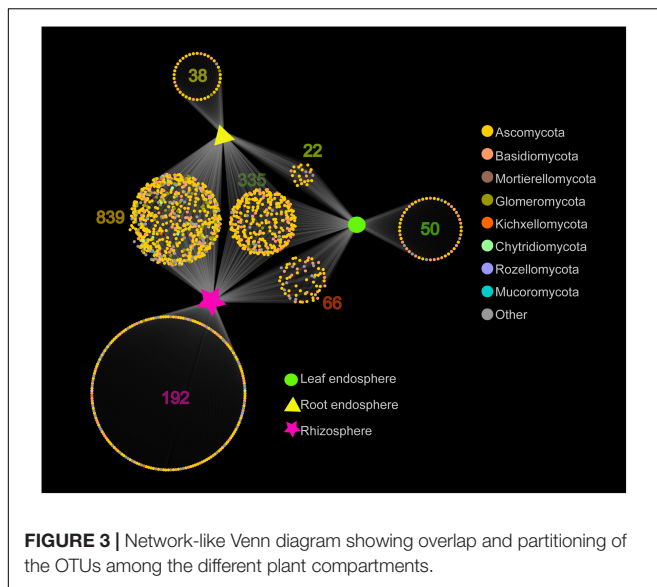 38
22
335
839
50
66
192
Ascomycota
Basidiomycota
Mortierellomycota
Glomeromycota
Kichxellomycota
Chytridiomycota
Rozellomycota
Mucoromycota
Other
Leaf endosphere
Root endosphere
Rhizosphere
FIGURE 3 | Network-like Venn diagram showing overlap and partitioning of
the OTUs among the different plant compartments.